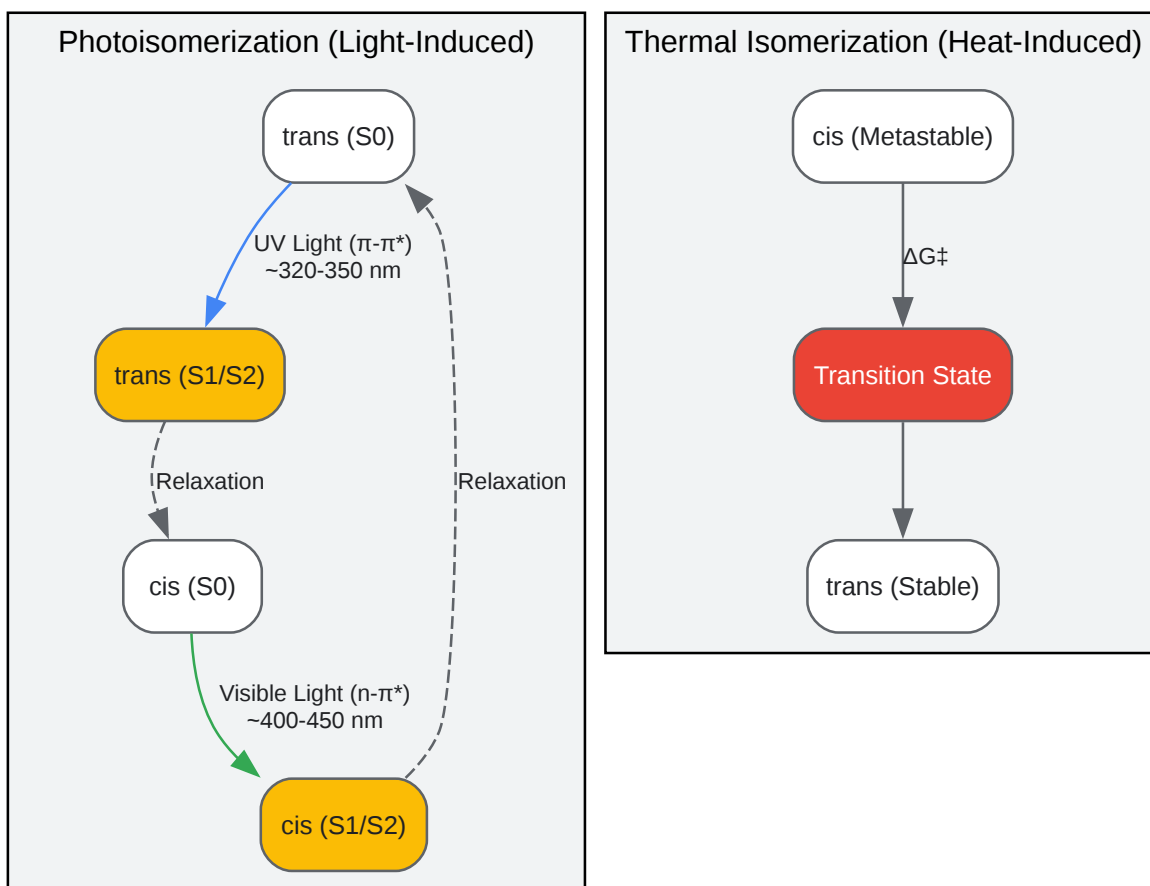 Photoisomerization (Light-Induced)
trans (S0)
UV Light (π-π*)
~320-350 nm
trans (S1/S2)
Relaxation
Relaxation
cis (S0)
Visible Light (n-π*)
~400-450 nm
cis (S1/S2)
Thermal Isomerization (Heat-Induced)
cis (Metastable)
ΔG‡
Transition State
trans (Stable)